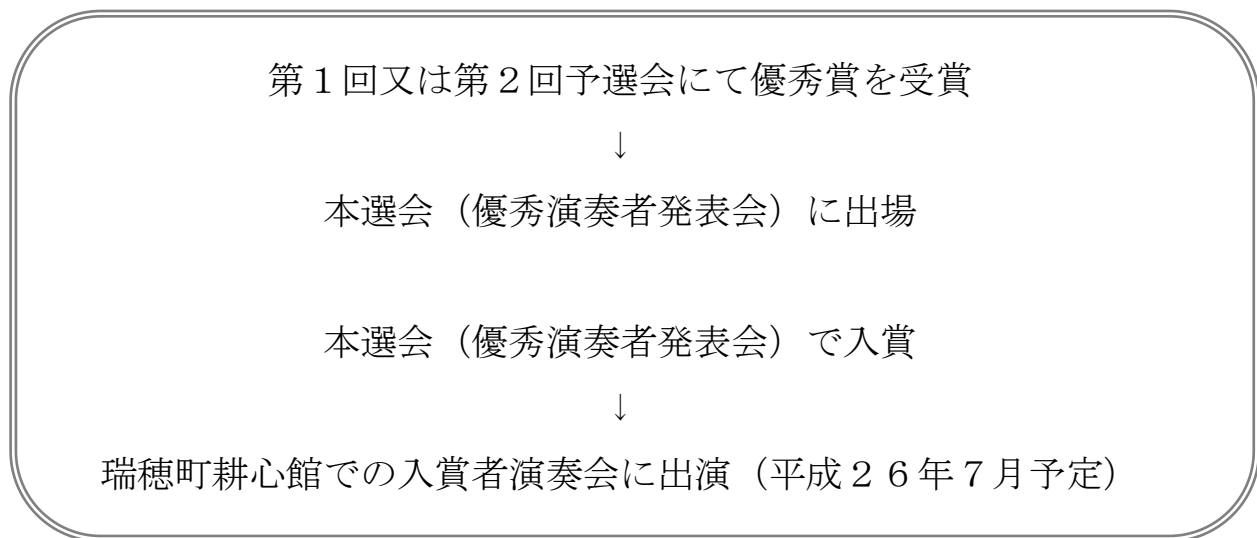 第１回又は第２回予選会にて優秀賞を受賞
↓
本選会（優秀演奏者発表会）に出場
本選会（優秀演奏者発表会）で入賞
↓
瑞穂町耕心館での入賞者演奏会に出演（平成２６年７月予定）